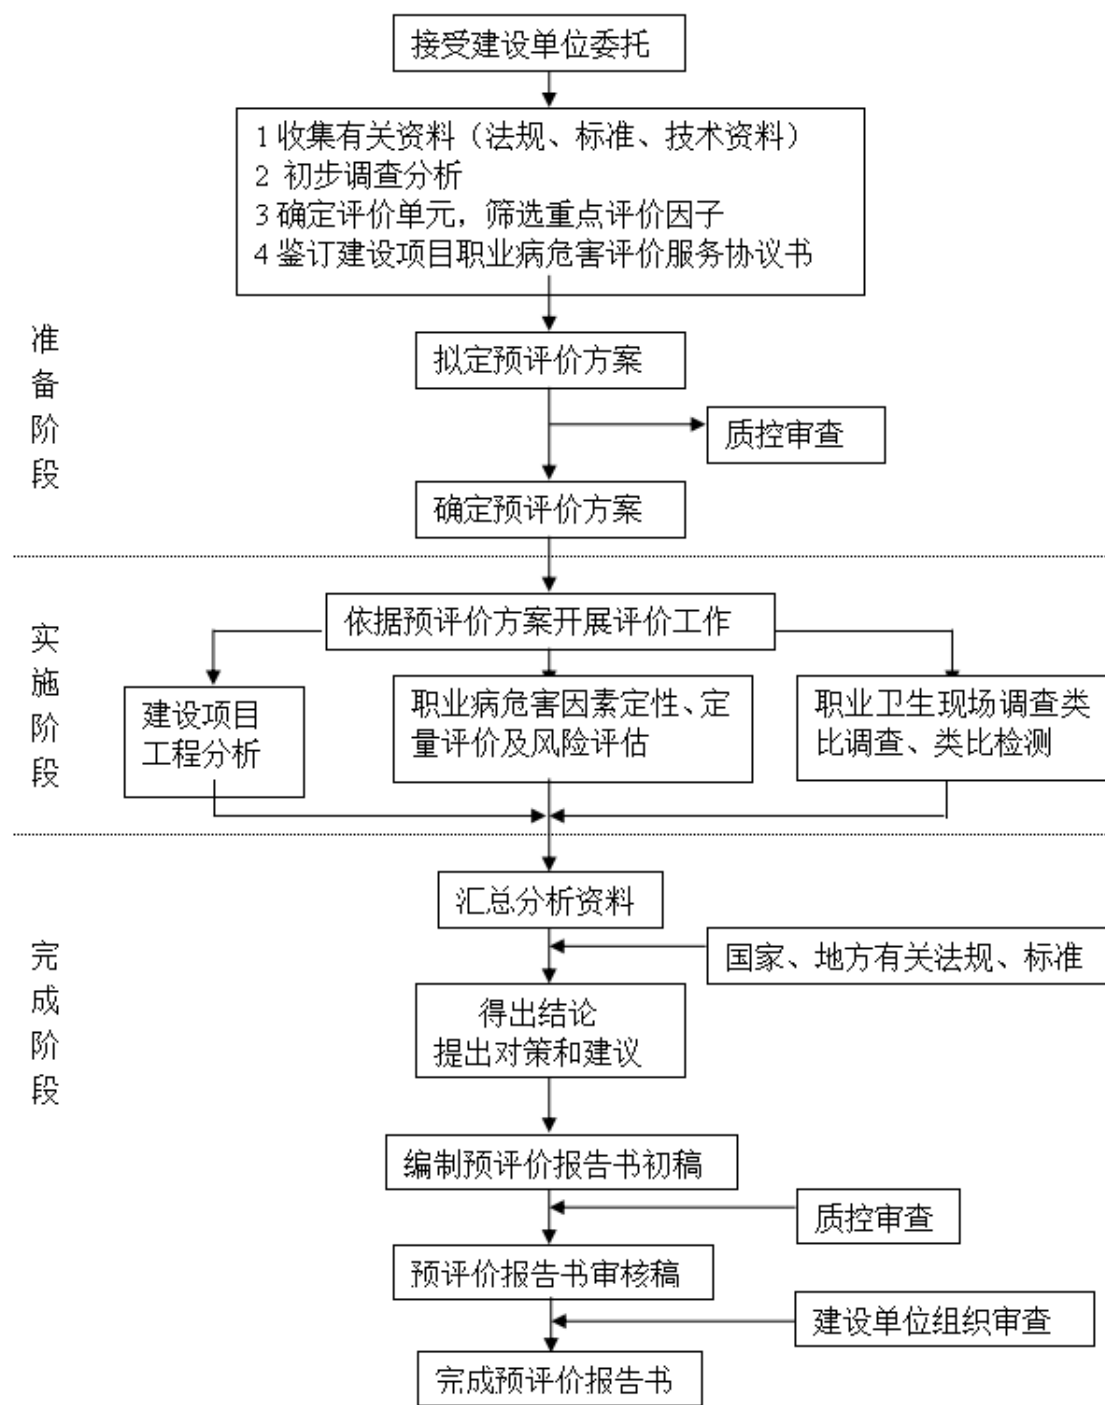 接受建设单位委托
1 收集有关资料（法规、标准、技术资料）
2 初步调查分析
3 确定评价单元，筛选重点评价因子
4 鉴订建设项目职业病危害评价服务协议书
准
备
阶
段
拟定预评价方案
质控审查
确定预评价方案
实
施
阶
段
依据预评价方案开展评价工作
建设项目
工程分析
职业病危害因素定性、定
量评价及风险评估
职业卫生现场调查类
比调查、类比检测
完
成
阶
段
汇总分析资料
国家、地方有关法规、标准
得出结论
提出对策和建议
编制预评价报告书初稿
质控审查
预评价报告书审核稿
建设单位组织审查
完成预评价报告书